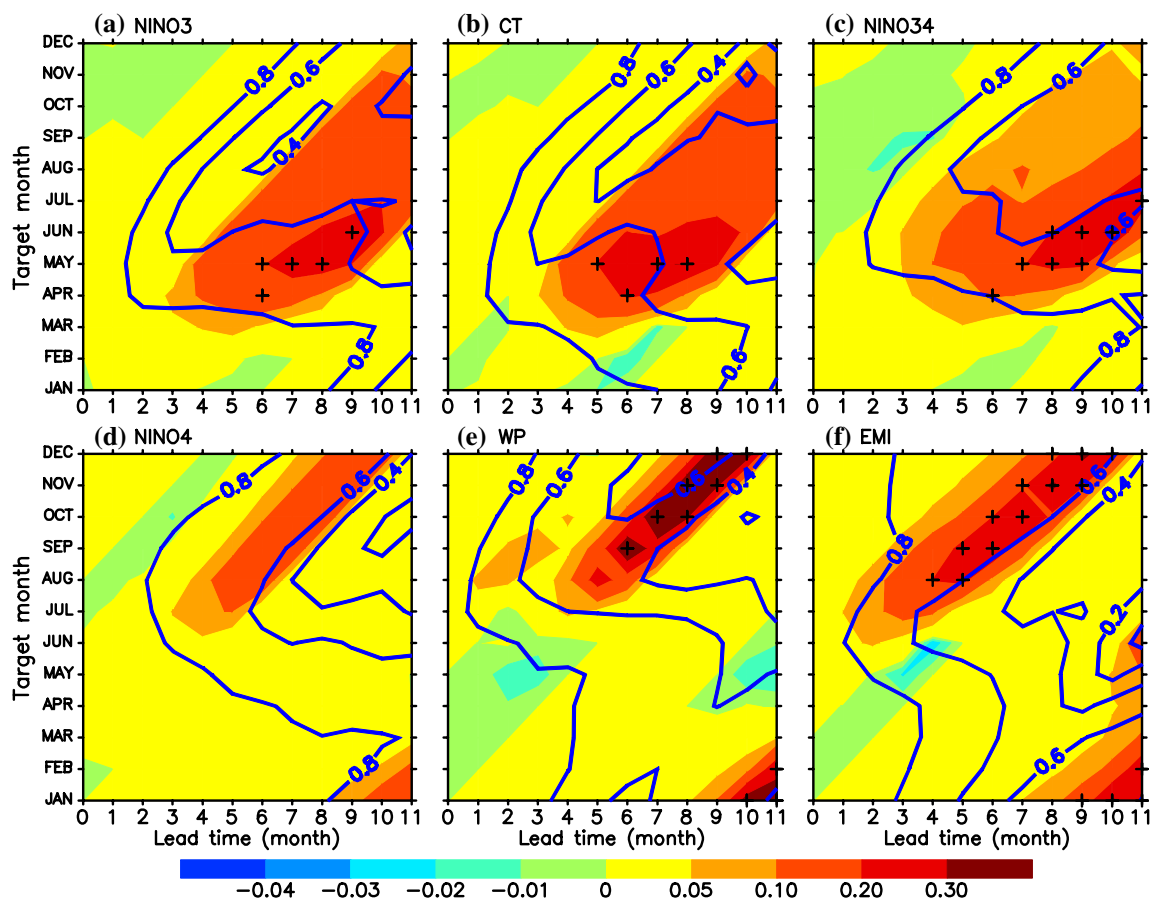 (a) NINO3 (b) CT (c) NINO34
DEC
NOV
OCT
SEP
AUG
JUL
JUN
MAY
APR
MAR
FEB
JAN
Target month
0.8 0.6 0.4 0.8
0.8 0.6 0.4 0.6
0.8 0.6 0.6 0.8
0 1 2 3 4 5 6 7 8 9 10 11 0 1 2 3 4 5 6 7 8 9 10 11 0 1 2 3 4 5 6 7 8 9 10 11
(d) NINO4 (e) WP (f) EMI
DEC
NOV
OCT
SEP
AUG
JUL
JUN
MAY
APR
MAR
FEB
JAN
Target month
0.8 0.6 0.4 0.8
0.8 0.6 0.6 0.4
0.8 0.6 0.4 0.2 0.6
0 1 2 3 4 5 6 7 8 9 10 11 0 1 2 3 4 5 6 7 8 9 10 11 0 1 2 3 4 5 6 7 8 9 10 11
Lead time (month) Lead time (month) Lead time (month)
−0.04 −0.03 −0.02 −0.01 0 0.05 0.10 0.20 0.30